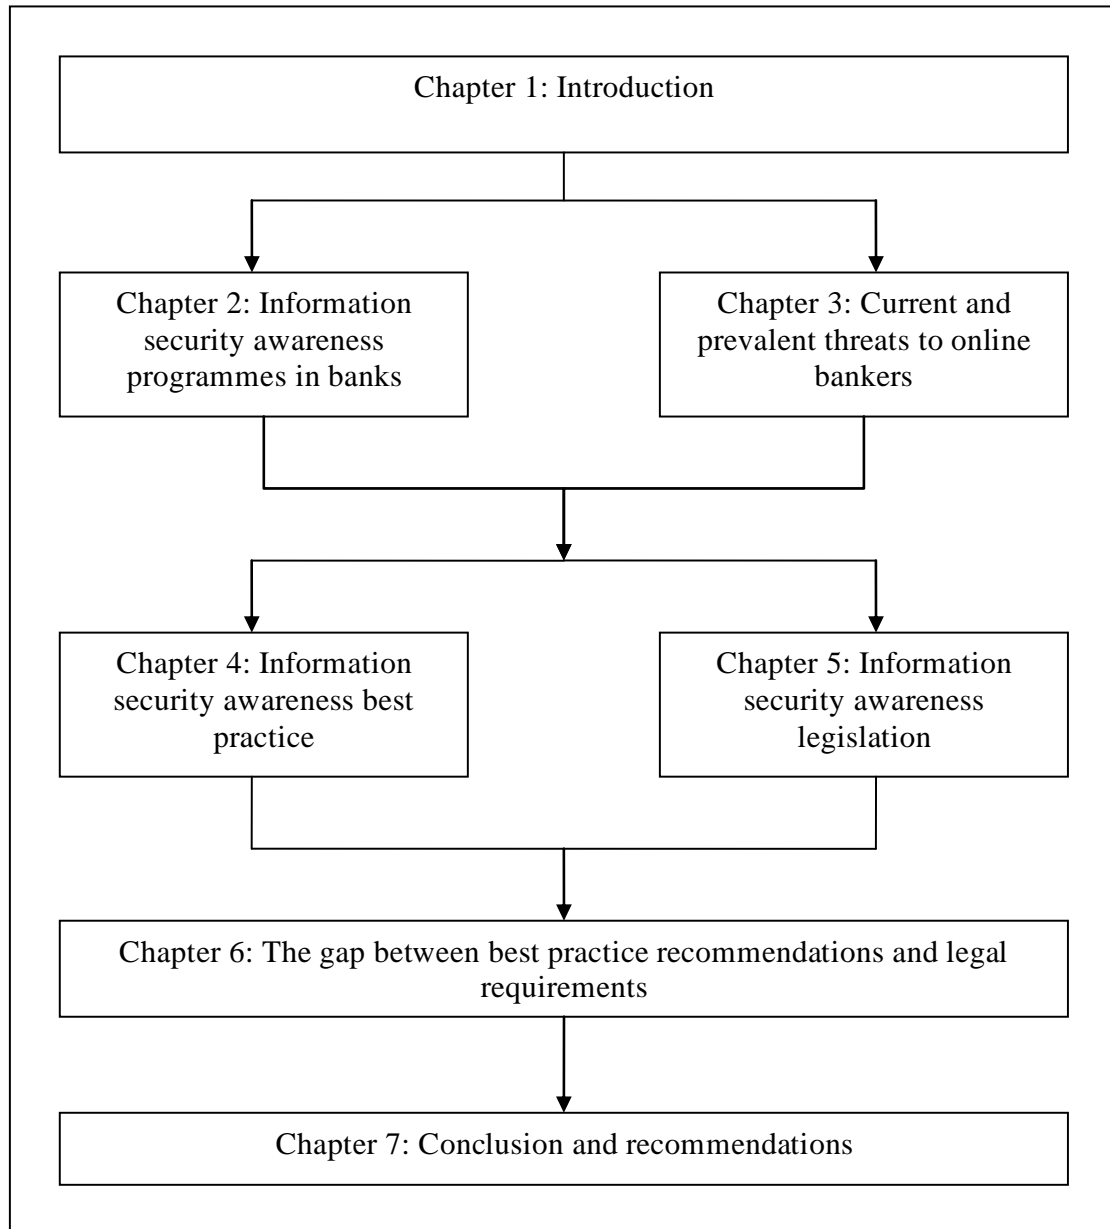 Chapter 1: Introduction
Chapter 2: Information
security awareness
programmes in banks
Chapter 3: Current and
prevalent threats to online
bankers
Chapter 4: Information
security awareness best
practice
Chapter 5: Information
security awareness
legislation
Chapter 6: The gap between best practice recommendations and legal
requirements
Chapter 7: Conclusion and recommendations